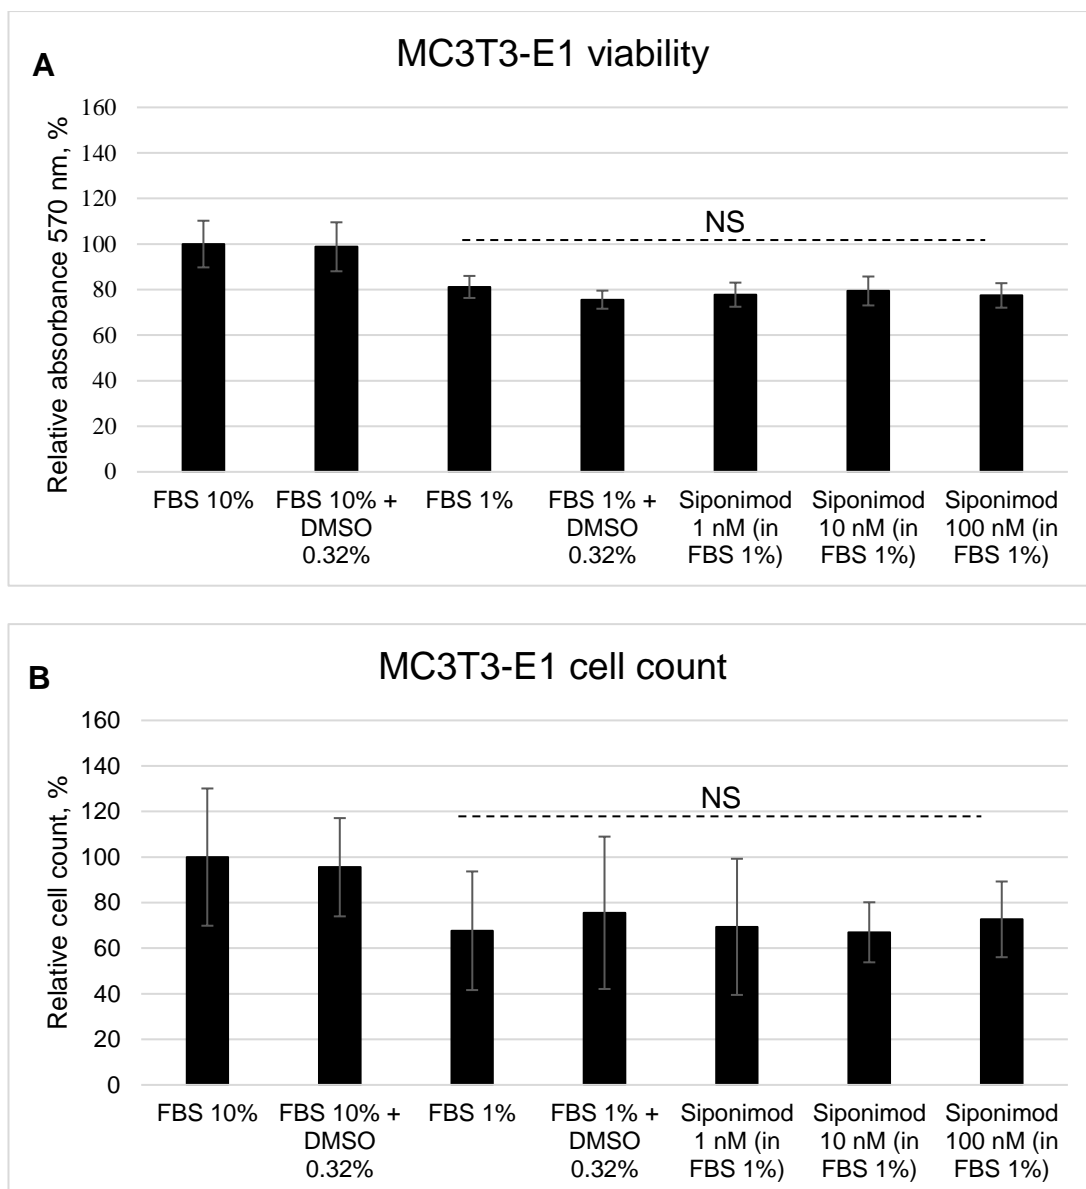 A
MC3T3-E1 viability
Relative absorbance 570 nm, %
160
140
120
100
80
60
40
20
0
NS
FBS 10%
FBS 10% +
DMSO
0.32%
FBS 1%
FBS 1% +
DMSO
0.32%
Siponimod
1 nM (in
FBS 1%)
Siponimod
10 nM (in
FBS 1%)
Siponimod
100 nM (in
FBS 1%)
B
MC3T3-E1 cell count
Relative cell count, %
160
140
120
100
80
60
40
20
0
NS
FBS 10%
FBS 10% +
DMSO
0.32%
FBS 1%
FBS 1% +
DMSO
0.32%
Siponimod
1 nM (in
FBS 1%)
Siponimod
10 nM (in
FBS 1%)
Siponimod
100 nM (in
FBS 1%)